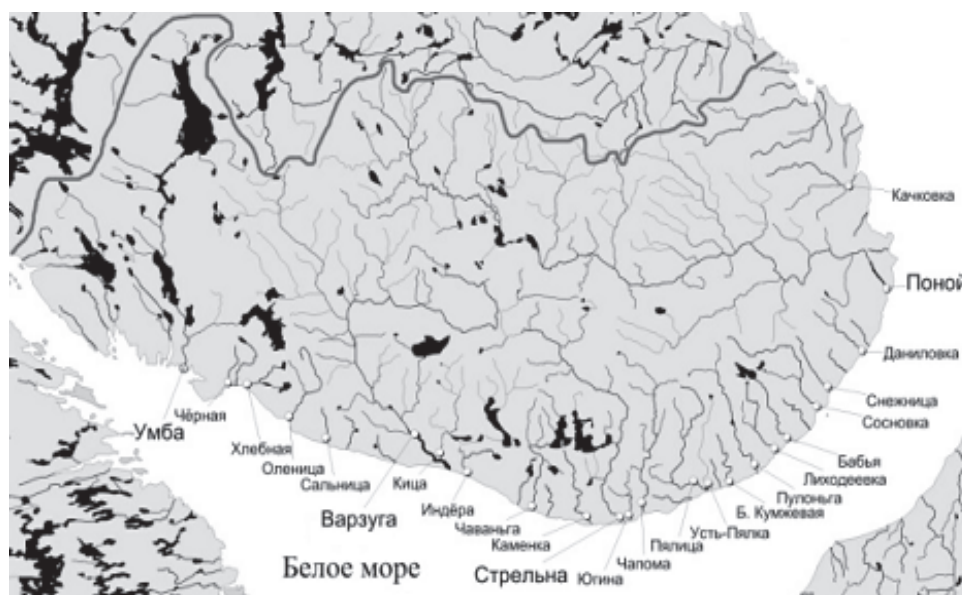 Качковка
Поной
Даниловка
Снежница
Сосновка
Чёрная
Умба
Хлебная
Оленица
Сальница
Кица
Варзуга
Индёра
Чаваньга
Каменка
Бабья
Лиходеевка
Пулоньга
Б. Кумжевая
Усть-Пялка
Пялица
Чапома
Югина
Стрельна
Белое море